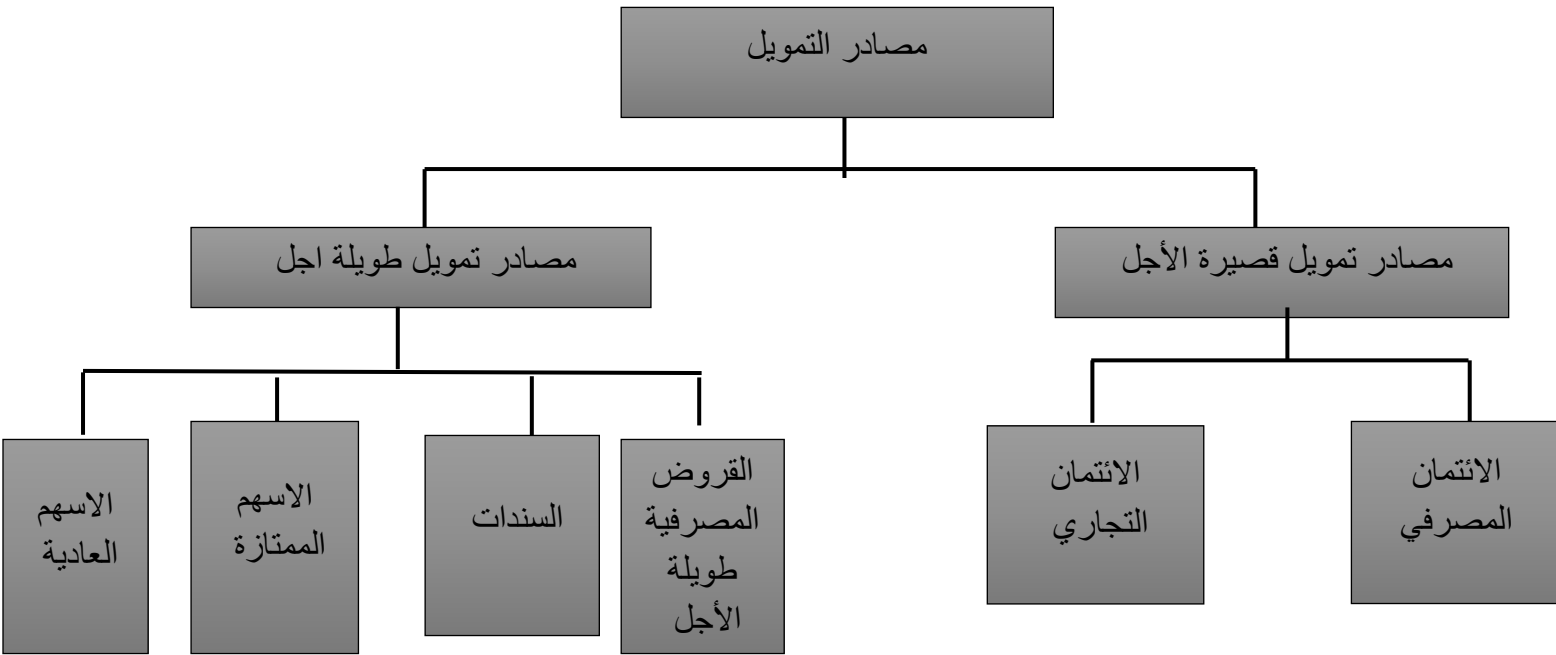 مصادر التمويل
مصادر تمويل قصيرة الأجل
مصادر تمويل طويلة اجل
الائتمان
المصرفي
الائتمان
التجاري
القروض
المصرفية
طويلة
الأجل
السندات
الاسهم
الممتازة
الاسهم
العادية